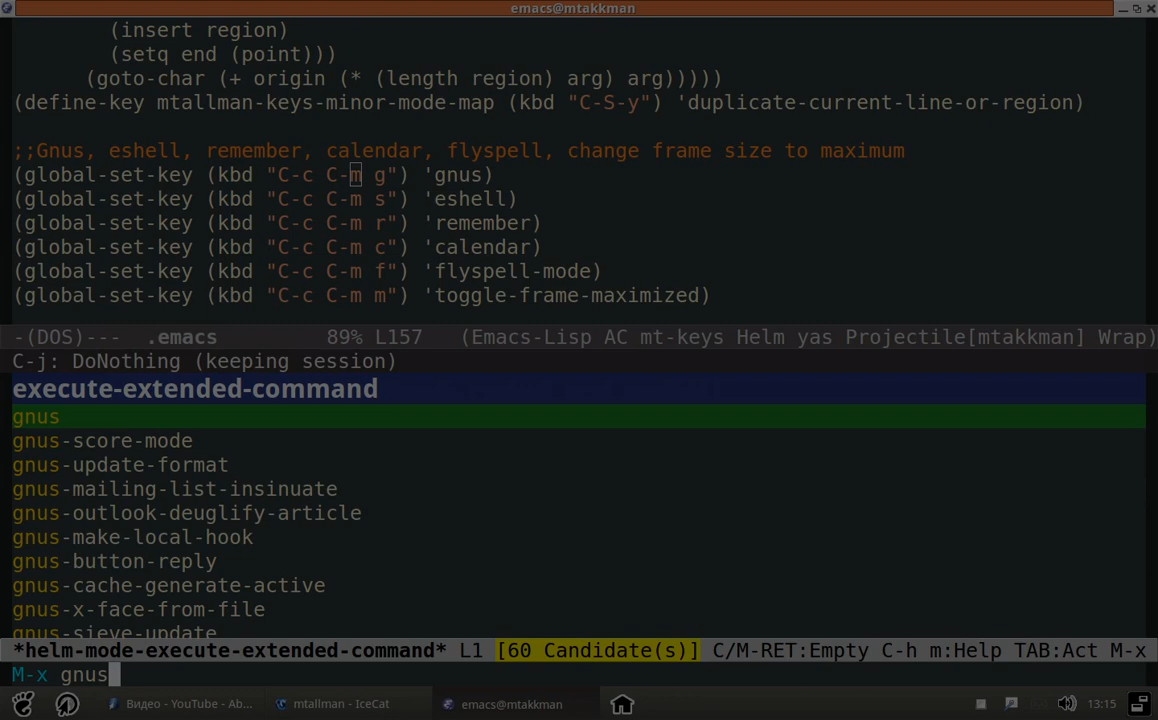 emacs@mtakkman
(insert region)
(setq end (point)))
(goto-char (+ origin (* (length region) arg) arg)))))
(define-key mtallman-keys-minor-mode-map (kbd "C-S-y") 'duplicate-current-line-or-region)
;;Gnus, eshell, remember, calendar, flyspell, change frame size to maximum
(global-set-key (kbd "C-c C-m g") 'gnus)
(global-set-key (kbd "C-c C-m s") 'eshell)
(global-set-key (kbd "C-c C-m r") 'remember)
(global-set-key (kbd "C-c C-m c") 'calendar)
(global-set-key (kbd "C-c C-m f") 'flyspell-mode)
(global-set-key (kbd "C-c C-m m") 'toggle-frame-maximized)
-(DOS)--- .emacs 89% L157 (Emacs-Lisp AC mt-keys Helm yas Projectile[mtakkman] Wrap)
C-j: DoNothing (keeping session)
execute-extended-command
gnus
gnus-score-mode
gnus-update-format
gnus-mailing-list-insinuate
gnus-outlook-deuglify-article
gnus-make-local-hook
gnus-button-reply
gnus-cache-generate-active
gnus-x-face-from-file
gnus-sieve-update
*helm-mode-execute-extended-command* L1 [60 Candidate(s)] C/M-RET:Empty C-h m:Help TAB:Act M-x
M-x gnus
Видео - YouTube - Ab... mtallman - IceCat emacs@mtakkman 13:15